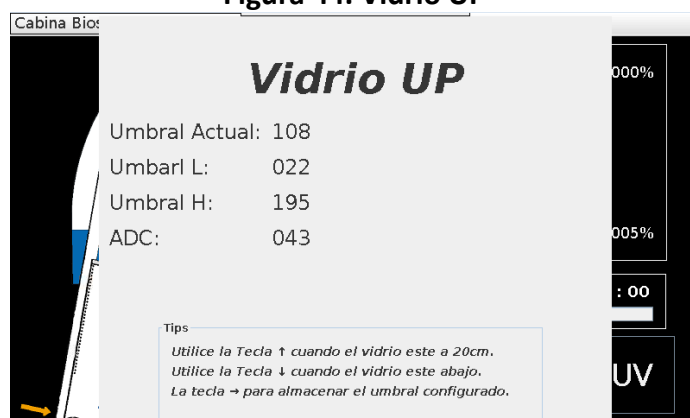 Figura 44. Vidrio UP
Cabina Bios
Vidrio UP
000%
Umbral Actual: 108
Umbarl L: 022
Umbral H: 195
ADC: 043
005%
: 00
Tips
Utilice la Tecla ↑ cuando el vidrio este a 20cm.
Utilice la Tecla ↓ cuando el vidrio este abajo.
La tecla → para almacenar el umbral configurado.
UV